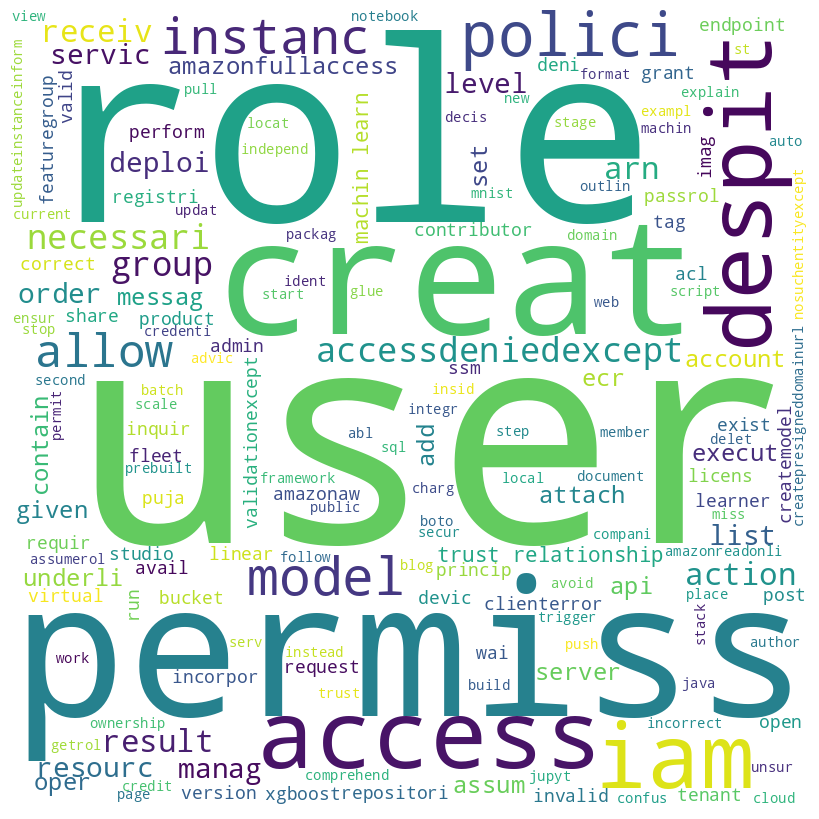 view
notebook
receiv
instanc
polici
endpoint
servic
amazonfullaccess
level
deni
grant
st
role
despit
updateinstanceinform
featuregroup
valid
pull
format
explain
perform
locat
independ
machin learn
decis
new
stage
exampl
machin
imag
auto
deploi
set
arn
registri
updat
mnist
outlin
passrol
current
necessari
packag
contributor
domain
tag
nosuchentityexcept
creat
correct
group
ident
acl
order
messag
start
glue
web
script
ensur
share
product
stop
credenti
allow
admin
accessdeniedexcept
account
advic
ssm
second
batch
validationexcept
insid
ecr
createmodel
createpresigneddomainurl
permit
scale
integr
user
contain
inquir
fleet
abl
add
step
member
exist
delet
prebuilt
sql
execut
framework
local
document
licens
puja
amazonaw
charg
attach
learner
given
public
boto
secur
compani
miss
list
requir
studio
linear
follow
trust relationship
amazonreadonli
assumerol
avail
model
blog
princip
underli
action
virtual
run
bucket
devic
avoid
api
place
post
clienterror
permiss
trigger
stack
work
serv
instead
wai
push
author
incorpor
request
server
java
trust
build
ownership
access
iam
incorrect
open
getrol
result
resourc
manag
comprehend
jupyt
unsur
oper
page
credit
version
xgboostrepositori
assum
invalid
confus
tenant
cloud